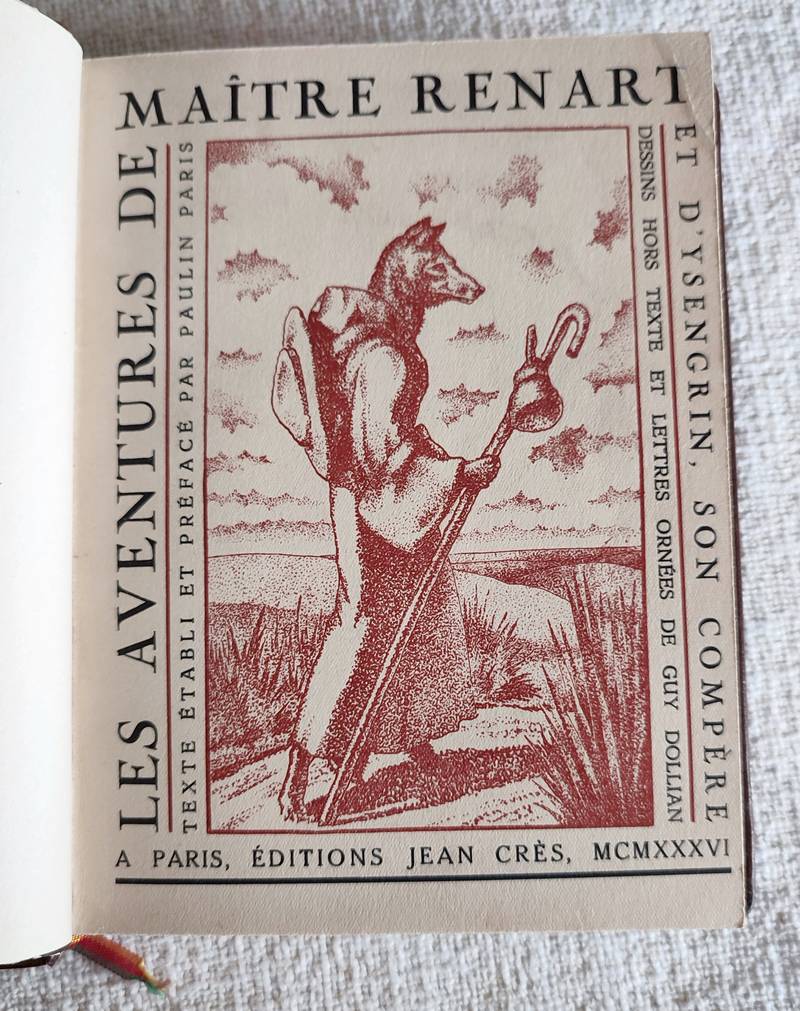 LES AVENTURES DE
MAÎTRE RENART
ET D'YSENGRIN, SON COMPÈRE
TEXTE ÉTABLI ET PRÉFACÉ PAR PAULIN PARIS
DESSINS HORS TEXTE ET LETTRES ORNÉES DE GUY DOLLIAN
A PARIS, ÉDITIONS JEAN CRÈS, MCMXXXVI